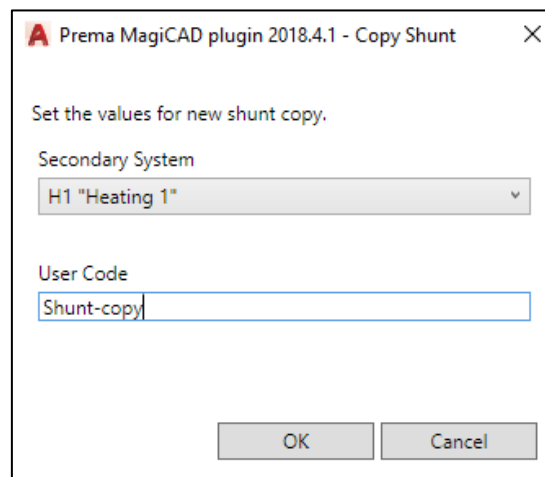 Prema MagiCAD plugin 2018.4.1 - Copy Shunt
Set the values for new shunt copy.
Secondary System
H1 "Heating 1"
User Code
Shunt-copy
OK Cancel